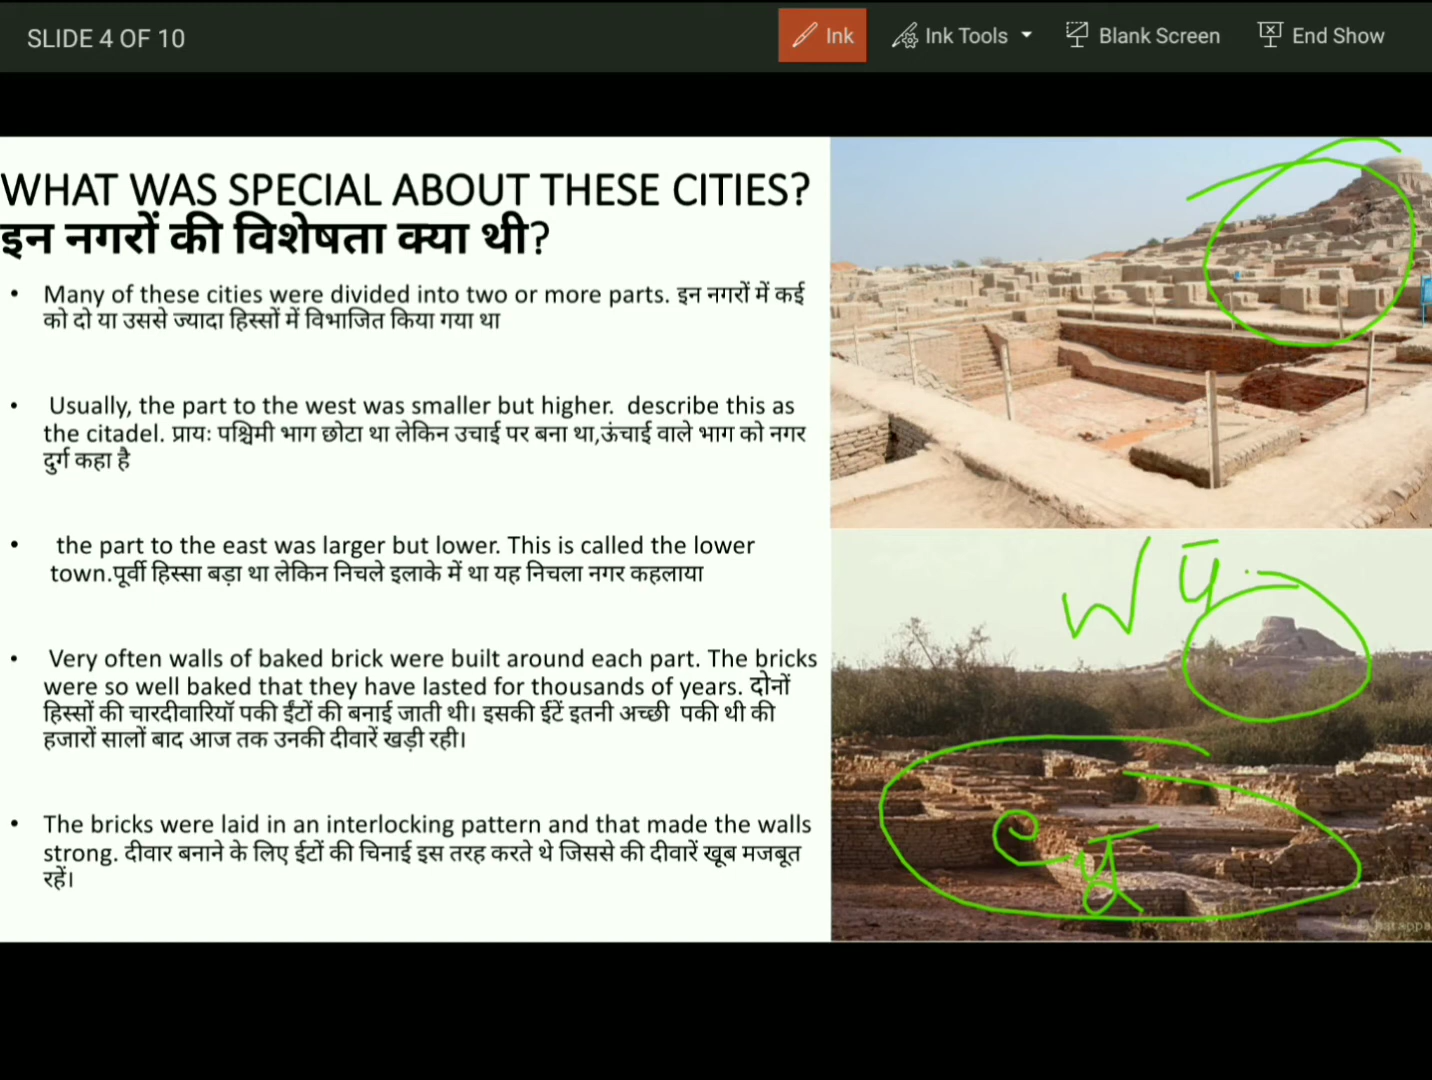 SLIDE 4 OF 10
Ink
Ink Tools
Blank Screen
End Show
WHAT WAS SPECIAL ABOUT THESE CITIES?
इन नगरों की विशेषता क्या थी?
• Many of these cities were divided into two or more parts. इन नगरों में कई
को दो या उससे ज्यादा हिस्सों में विभाजित किया गया था
• Usually, the part to the west was smaller but higher. describe this as
the citadel. प्रायः पश्चिमी भाग छोटा था लेकिन उचाई पर बना था,ऊंचाई वाले भाग को नगर
दुर्ग कहा है
• the part to the east was larger but lower. This is called the lower
town.पूर्वी हिस्सा बड़ा था लेकिन निचले इलाके में था यह निचला नगर कहलाया
• Very often walls of baked brick were built around each part. The bricks
were so well baked that they have lasted for thousands of years. दोनों
हिस्सों की चारदीवारियॉ पकी ईंटों की बनाई जाती थी। इसकी ईटें इतनी अच्छी पकी थी की
हजारों सालों बाद आज तक उनकी दीवारें खड़ी रही।
• The bricks were laid in an interlocking pattern and that made the walls
strong. दीवार बनाने के लिए ईटों की चिनाई इस तरह करते थे जिससे की दीवारें खूब मजबूत
रहें।
W प